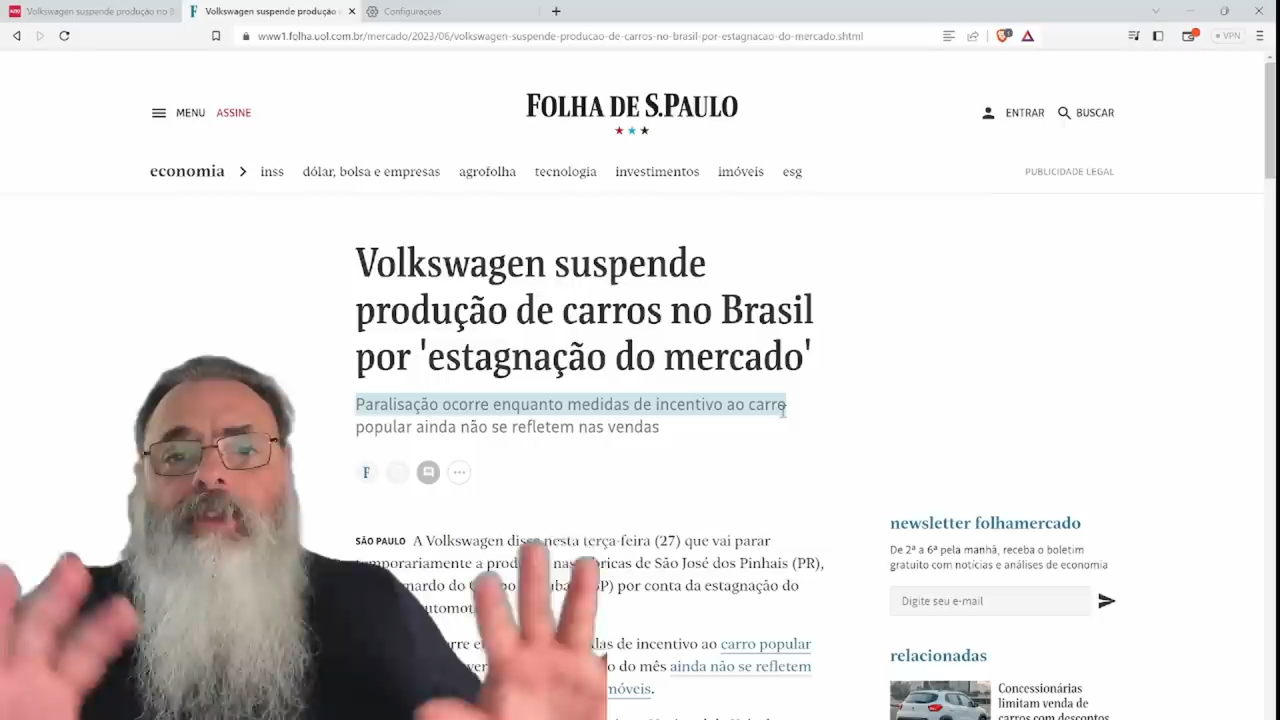 Volkswagen suspende produção no B
Volkswagen suspende produção
Configurações
www1.folha.uol.com.br/mercado/2023/06/volkswagen-suspende-producao-de-carros-no-brasil-por-estagnacao-do-mercado.shtml
VPN
MENU ASSINE
FOLHA DE S.PAULO
ENTRAR BUSCAR
economia inss dólar, bolsa e empresas agrofolha tecnologia investimentos imóveis esg
PUBLICIDADE LEGAL
Volkswagen suspende
produção de carros no Brasil
por 'estagnação do mercado'
Paralisação ocorre enquanto medidas de incentivo ao carro
popular ainda não se refletem nas vendas
F
SÃO PAULO A Volkswagen disse nesta terça-feira (27) que vai parar
temporariamente a nas de São José dos Pinhais (PR),
por conta da estagnação do
de incentivo ao carro popular
do mês ainda não se refletem
newsletter folhamercado
De 2ª a 6ª pela manhã, receba o boletim
gratuito com notícias e análises de economia
Digite seu e-mail
relacionadas
Concessionárias
limitam venda de
carros com descontos